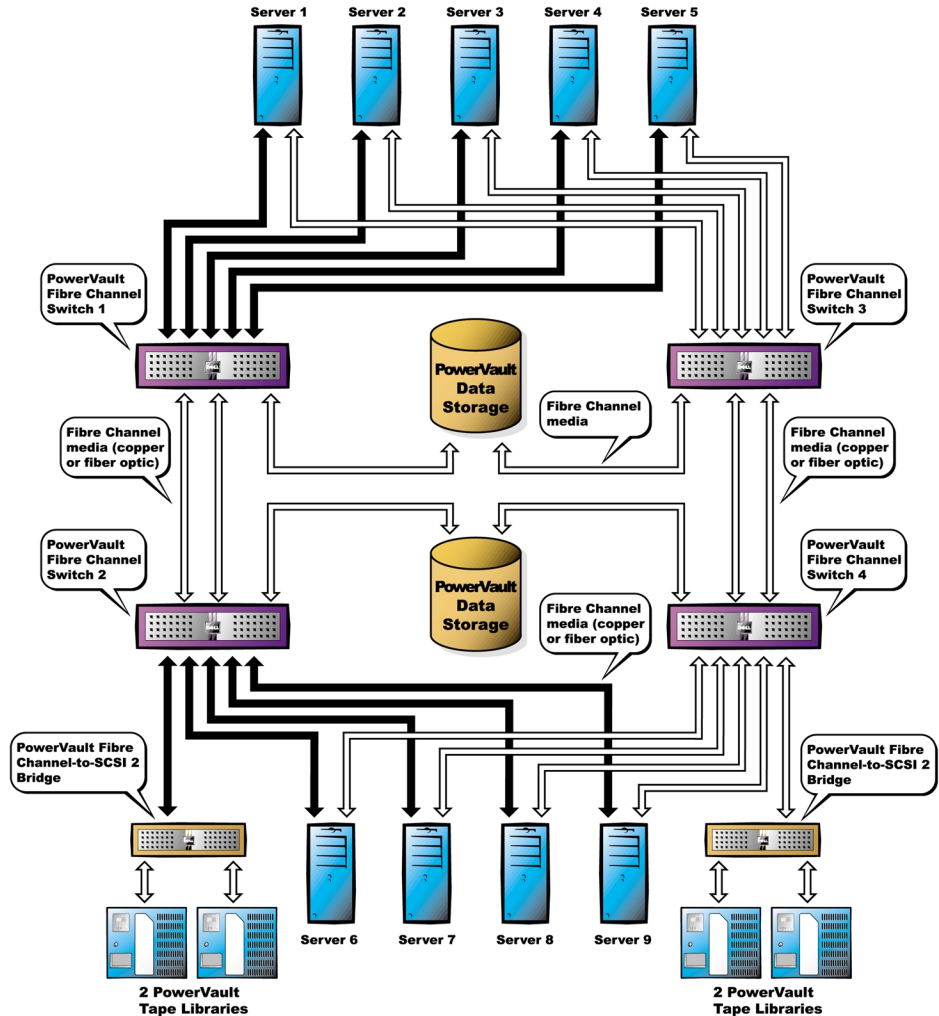 Server 1
Server 2
Server 3
Server 4
Server 5
PowerVault
Fibre Channel
Switch 1
PowerVault
Fibre Channel
Switch 3
DELL
DELL
PowerVault
Data
Storage
Fibre Channel
media
Fibre Channel
media (copper
or fiber optic)
Fibre Channel
media (copper
or fiber optic)
PowerVault
Fibre Channel
Switch 2
PowerVault
Fibre Channel
Switch 4
PowerVault
Data
Storage
DELL
DELL
Fibre Channel
media (copper
or fiber optic)
PowerVault Fibre
Channel-to-SCSI 2
Bridge
PowerVault Fibre
Channel-to-SCSI 2
Bridge
Server 6
Server 7
Server 8
Server 9
2 PowerVault
Tape Libraries
2 PowerVault
Tape Libraries